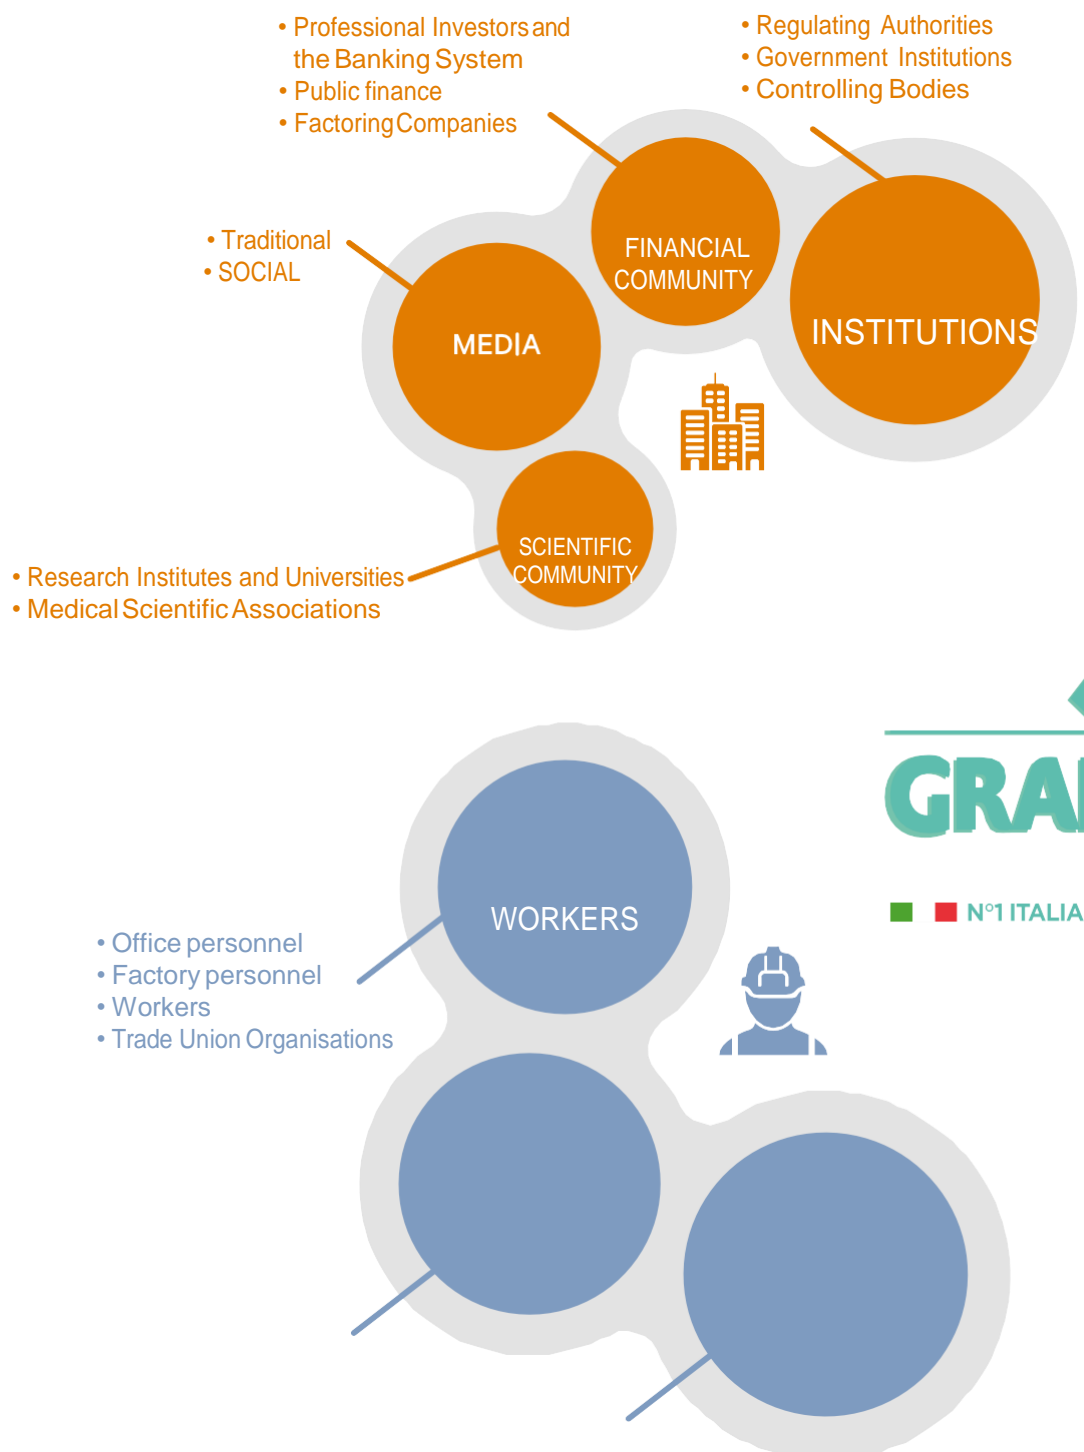 • Professional Investors and
the Banking System
• Public finance
• Factoring Companies
• Regulating Authorities
• Government Institutions
• Controlling Bodies
FINANCIAL
COMMUNITY
INSTITUTIONS
• Traditional
• SOCIAL
MEDIA
SCIENTIFIC
COMMUNITY
• Research Institutes and Universities
• Medical Scientific Associations
WORKERS
• Office personnel
• Factory personnel
• Workers
• Trade Union Organisations
N°1 ITALIA